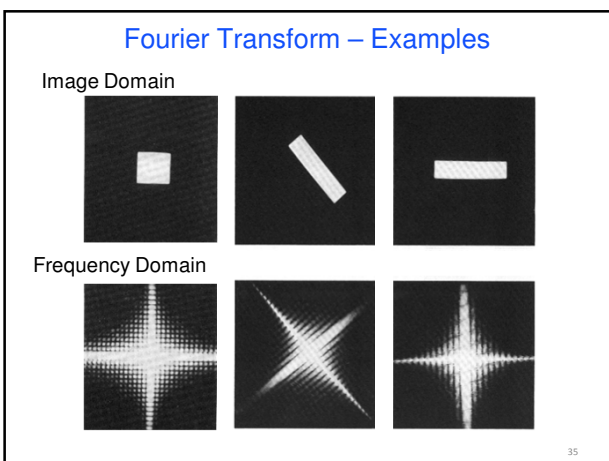 Fourier Transform – Examples
Image Domain
Frequency Domain
35